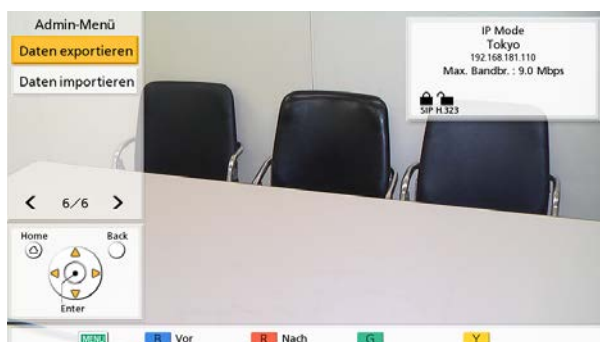 Admin-Menü
Daten exportieren
Daten importieren
< 6/6 >
IP Mode
Tokyo
192.168.181.110
Max. Bandbr. : 9.0 Mbps
SIP H.323
Home Back
Enter
MENU B Vor R Nach G Y